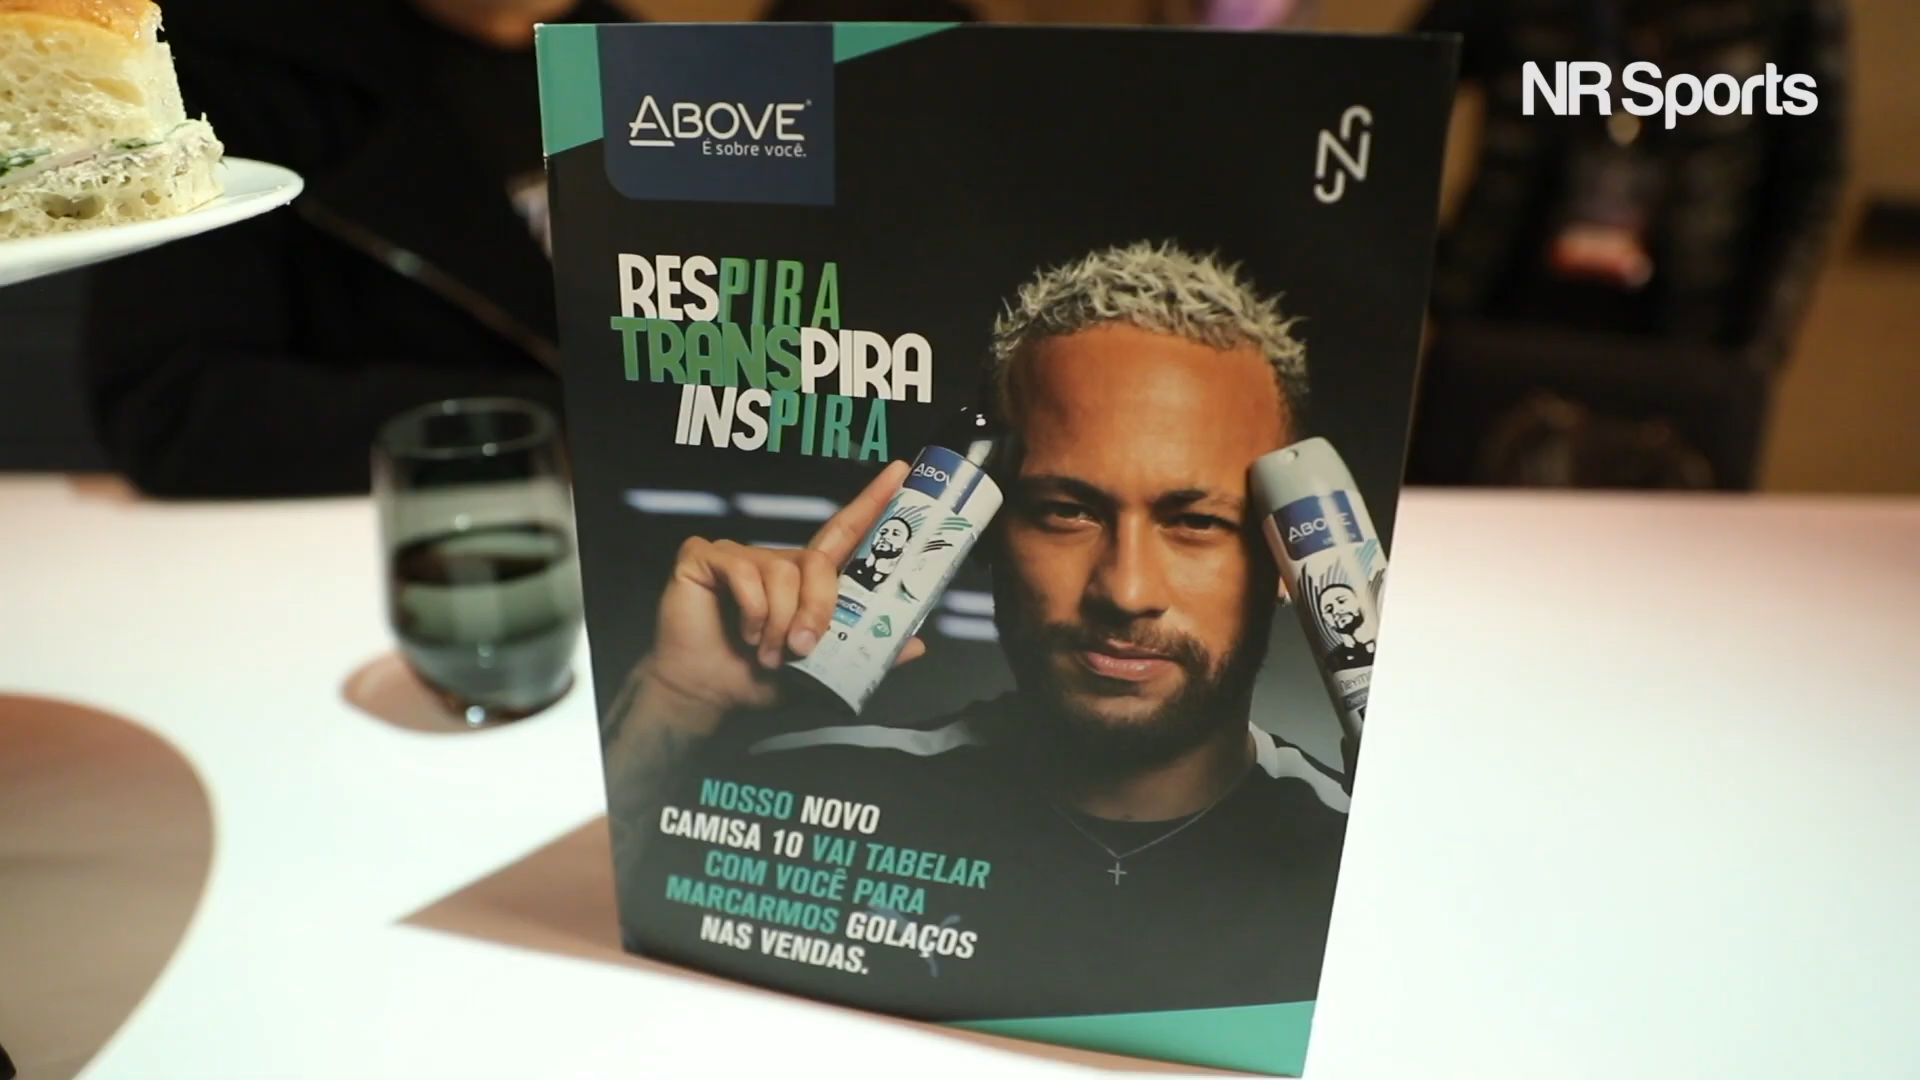 NR Sports
ABOVE
É sobre você.
RESPIRA
TRANSPIRA
INSPIRA
ABOV
ABOVE
NOSSO NOVO
CAMISA 10 VAI TABELAR
COM VOCÊ PARA
MARCARMOS GOLAÇOS
NAS VENDAS.